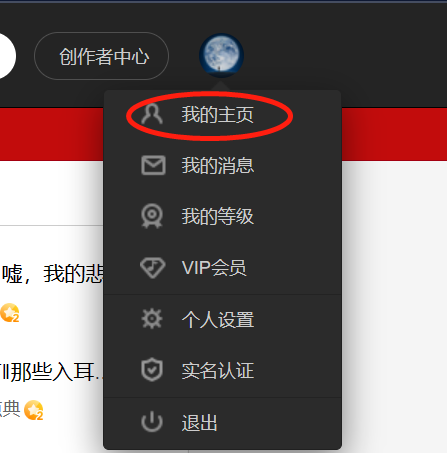 创作者中心
我的主页
我的消息
我的等级
VIP会员
嘘，我的悲
个人设置
那些入耳...
实名认证
典
退出